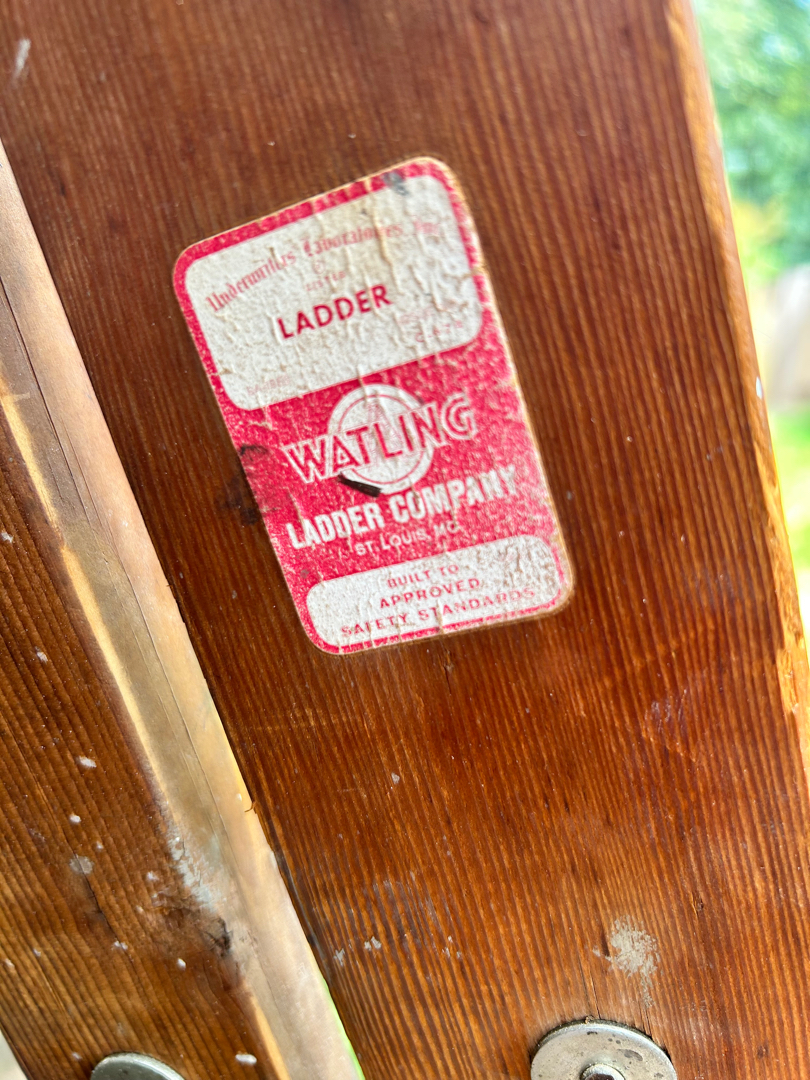 Underwriters Laboratories, Inc.
LADDER
WATLING
LADDER COMPANY
ST. LOUIS, MO.
BUILT TO
APPROVED
SAFETY STANDARDS